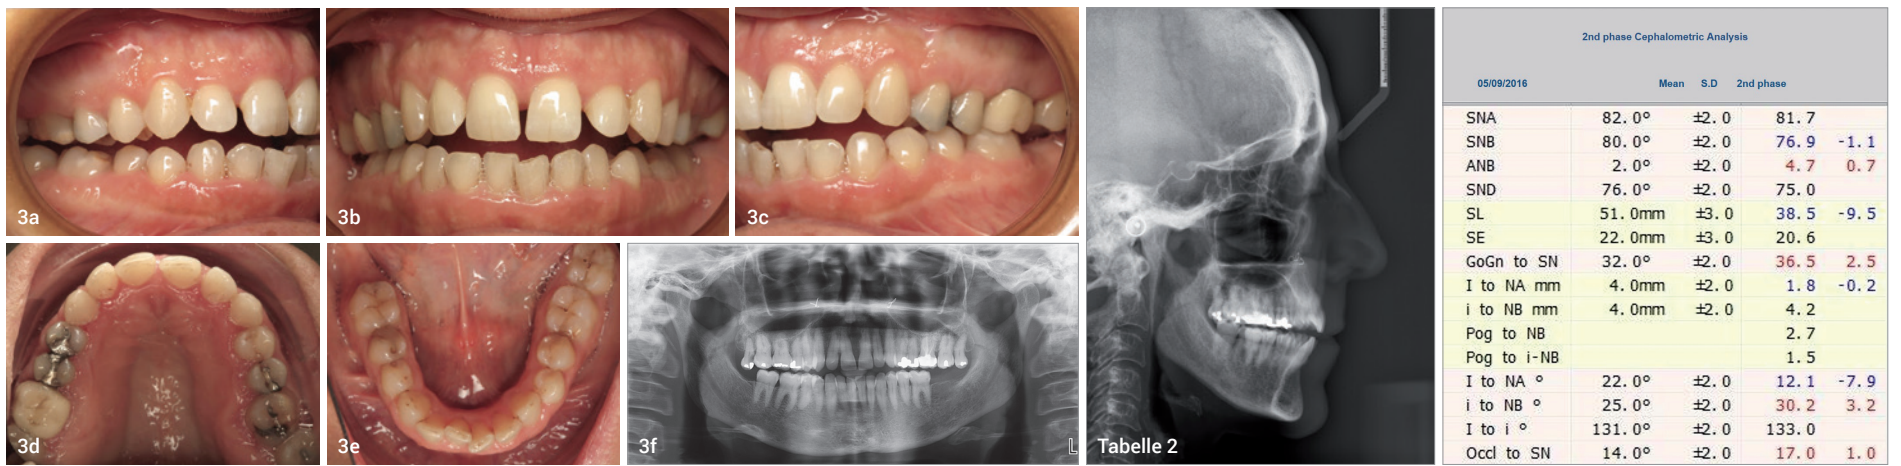 3a
3b
3c
3d
3e
3f
L
Tabelle 2
2nd phase Cephalometric Analysis
05/09/2016 Mean S.D 2nd phase
SNA 82.0° ±2.0 81.7
SNB 80.0° ±2.0 76.9 -1.1
ANB 2.0° ±2.0 4.7 0.7
SND 76.0° ±2.0 75.0
SL 51.0mm ±3.0 38.5 -9.5
SE 22.0mm ±3.0 20.6
GoGn to SN 32.0° ±2.0 36.5 2.5
I to NA mm 4.0mm ±2.0 1.8 -0.2
i to NB mm 4.0mm ±2.0 4.2
Pog to NB 2.7
Pog to i-NB 1.5
I to NA ° 22.0° ±2.0 12.1 -7.9
i to NB ° 25.0° ±2.0 30.2 3.2
I to i ° 131.0° ±2.0 133.0
Occl to SN 14.0° ±2.0 17.0 1.0